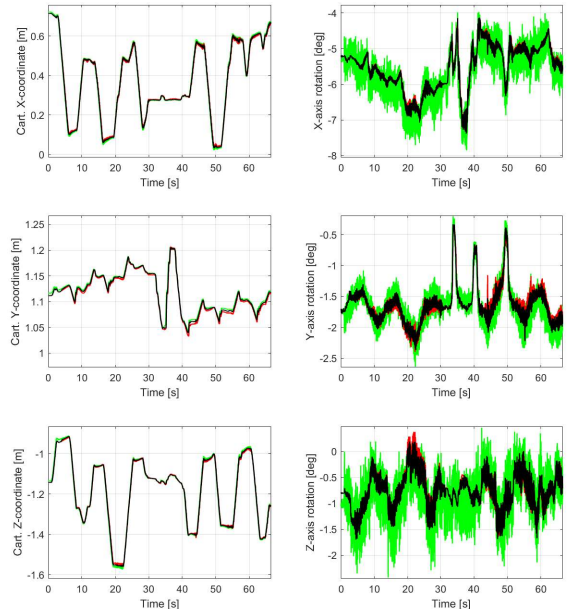 Cart. X-coordinate [m]
0.6
0.4
0.2
0
0 10 20 30 40 50 60
Time [s]
X-axis rotation [deg]
-4
-5
-6
-7
-8
0 10 20 30 40 50 60
Time [s]
Cart. Y-coordinate [m]
1.25
1.2
1.15
1.1
1.05
1
0 10 20 30 40 50 60
Time [s]
Y-axis rotation [deg]
-0.5
-1
-1.5
-2
-2.5
0 10 20 30 40 50 60
Time [s]
Cart. Z-coordinate [m]
-1
-1.2
-1.4
-1.6
0 10 20 30 40 50 60
Time [s]
Z-axis rotation [deg]
0
-0.5
-1
-1.5
-2
0 10 20 30 40 50 60
Time [s]